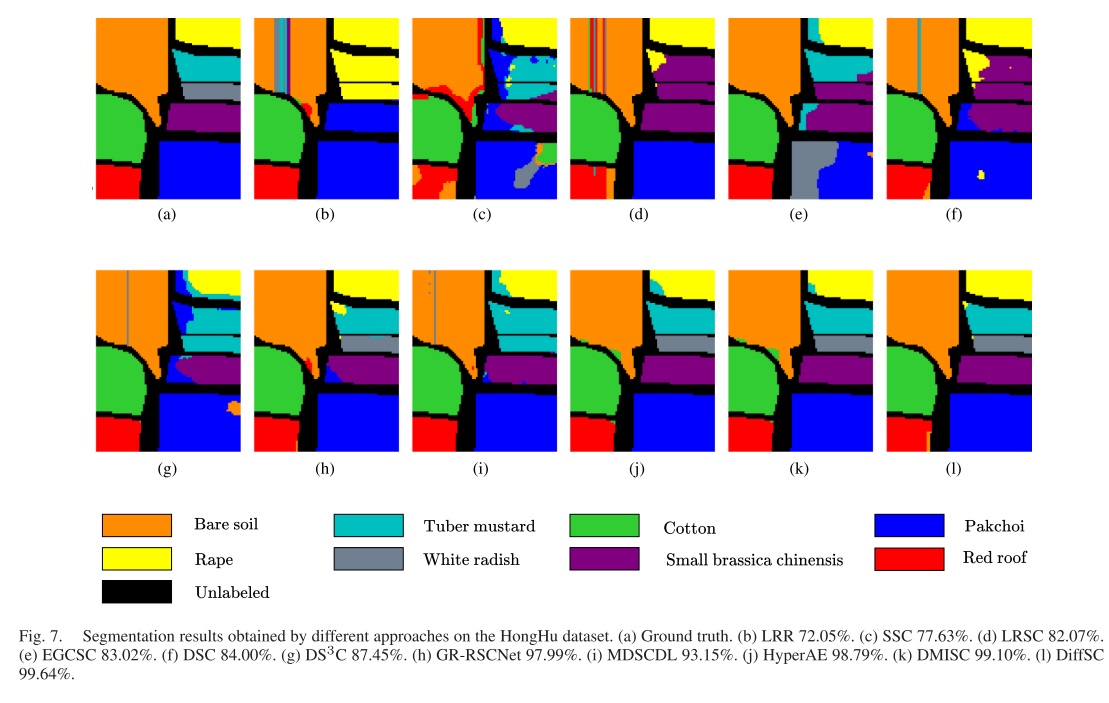 (a) (b) (c) (d) (e) (f)
(g) (h) (i) (j) (k) (l)
Bare soil Tuber mustard Cotton Pakchoi
Rape White radish Small brassica chinensis Red roof
Unlabeled
Fig. 7. Segmentation results obtained by different approaches on the HongHu dataset. (a) Ground truth. (b) LRR 72.05%. (c) SSC 77.63%. (d) LRSC 82.07%.
(e) EGCSC 83.02%. (f) DSC 84.00%. (g) DS³C 87.45%. (h) GR-RSCNet 97.99%. (i) MDSCDL 93.15%. (j) HyperAE 98.79%. (k) DMISC 99.10%. (l) DiffSC
99.64%.